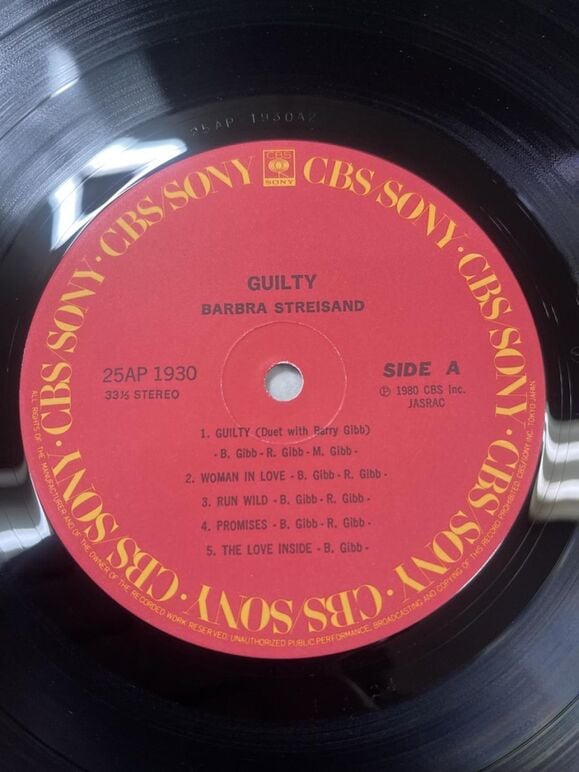 25AP 1930A2
CBS/SONY · CBS/SONY · CBS/SONY · CBS/SONY · CBS/SONY · CBS/SONY · CBS/SONY · CBS/SONY
CBS
SONY
GUILTY
BARBRA STREISAND
25AP 1930
33⅓ STEREO
SIDE A
Ⓟ 1980 CBS Inc.
JASRAC
1. GUILTY (Duet with Barry Gibb)
- B. Gibb - R. Gibb - M. Gibb -
2. WOMAN IN LOVE - B. Gibb - R. Gibb -
3. RUN WILD - B. Gibb - R. Gibb -
4. PROMISES - B. Gibb - R. Gibb -
5. THE LOVE INSIDE - B. Gibb -
ALL RIGHTS OF THE MANUFACTURER AND OF THE OWNER OF THE RECORDED WORK RESERVED. UNAUTHORIZED PUBLIC PERFORMANCE, BROADCASTING AND COPYING OF THIS RECORD PROHIBITED. CBS/SONY INC. TOKYO JAPAN